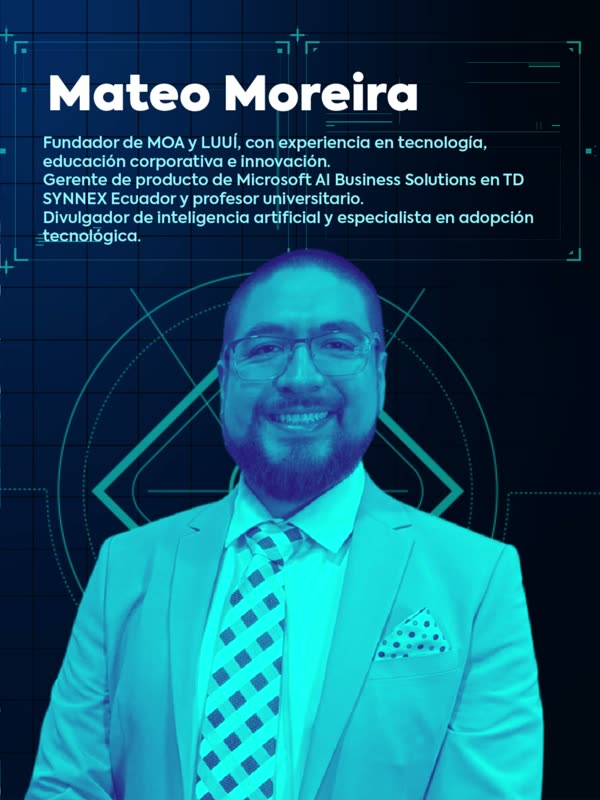 Mateo Moreira
Fundador de MOA y LUUÍ, con experiencia en tecnología,
educación corporativa e innovación.
Gerente de producto de Microsoft AI Business Solutions en TD
SYNNEX Ecuador y profesor universitario.
Divulgador de inteligencia artificial y especialista en adopción
tecnológica.